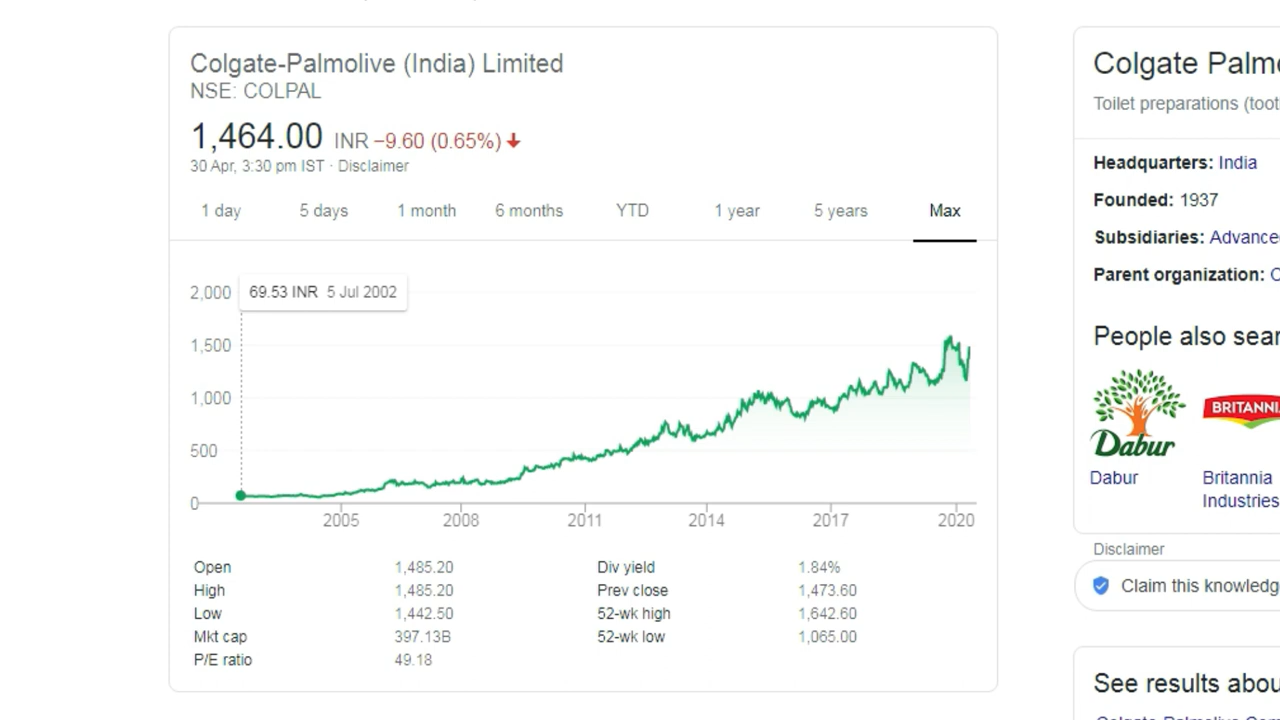 Colgate-Palmolive (India) Limited
NSE: COLPAL
1,464.00 INR −9.60 (0.65%)
30 Apr, 3:30 pm IST · Disclaimer
1 day 5 days 1 month 6 months YTD 1 year 5 years Max
69.53 INR 5 Jul 2002
2,000
1,500
1,000
500
0
2005 2008 2011 2014 2017 2020
Open 1,485.20 Div yield 1.84%
High 1,485.20 Prev close 1,473.60
Low 1,442.50 52-wk high 1,642.60
Mkt cap 397.13B 52-wk low 1,065.00
P/E ratio 49.18
Colgate Palm
Toilet preparations (toot
Headquarters: India
Founded: 1937
Subsidiaries: Advance
Parent organization:
People also sear
Dabur
BRITANNI
Dabur
Britannia
Industries
Disclaimer
Claim this knowledg
See results abou